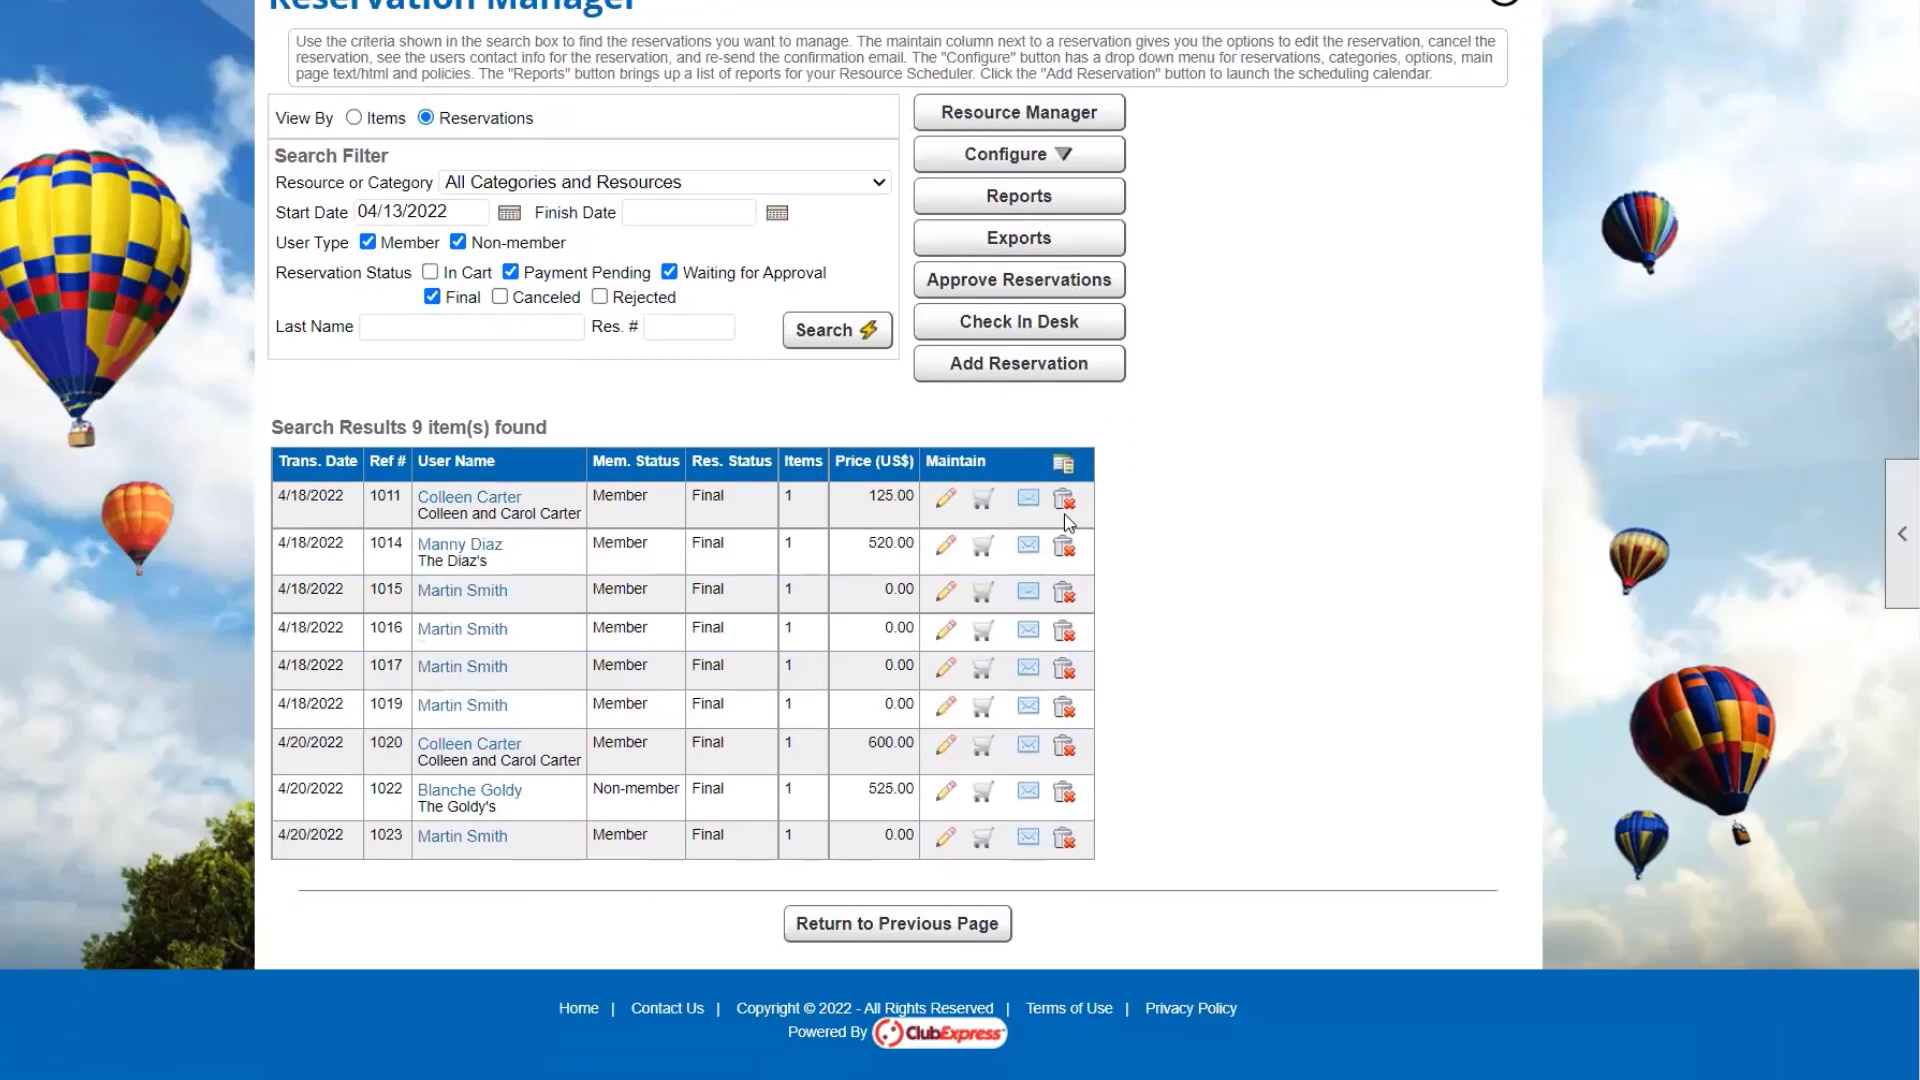 Reservation Manager
Use the criteria shown in the search box to find the reservations you want to manage. The maintain column next to a reservation gives you the options to edit the reservation, cancel the
reservation, see the users contact info for the reservation, and re-send the confirmation email. The "Configure" button has a drop down menu for reservations, categories, options, main
page text/html and policies. The "Reports" button brings up a list of reports for your Resource Scheduler. Click the "Add Reservation" button to launch the scheduling calendar.
View By Items Reservations
Search Filter
Resource or Category All Categories and Resources
Start Date 04/13/2022 Finish Date
User Type Member Non-member
Reservation Status In Cart Payment Pending Waiting for Approval
Final Canceled Rejected
Last Name Res. # Search
Resource Manager
Configure
Reports
Exports
Approve Reservations
Check In Desk
Add Reservation
Search Results 9 item(s) found
Trans. Date Ref # User Name Mem. Status Res. Status Items Price (US$) Maintain
4/18/2022 1011 Colleen Carter Member Final 1 125.00
Colleen and Carol Carter
4/18/2022 1014 Manny Diaz Member Final 1 520.00
The Diaz's
4/18/2022 1015 Martin Smith Member Final 1 0.00
4/18/2022 1016 Martin Smith Member Final 1 0.00
4/18/2022 1017 Martin Smith Member Final 1 0.00
4/18/2022 1019 Martin Smith Member Final 1 0.00
4/20/2022 1020 Colleen Carter Member Final 1 600.00
Colleen and Carol Carter
4/20/2022 1022 Blanche Goldy Non-member Final 1 525.00
The Goldy's
4/20/2022 1023 Martin Smith Member Final 1 0.00
Return to Previous Page
Home | Contact Us | Copyright © 2022 - All Rights Reserved | Terms of Use | Privacy Policy
Powered By ClubExpress